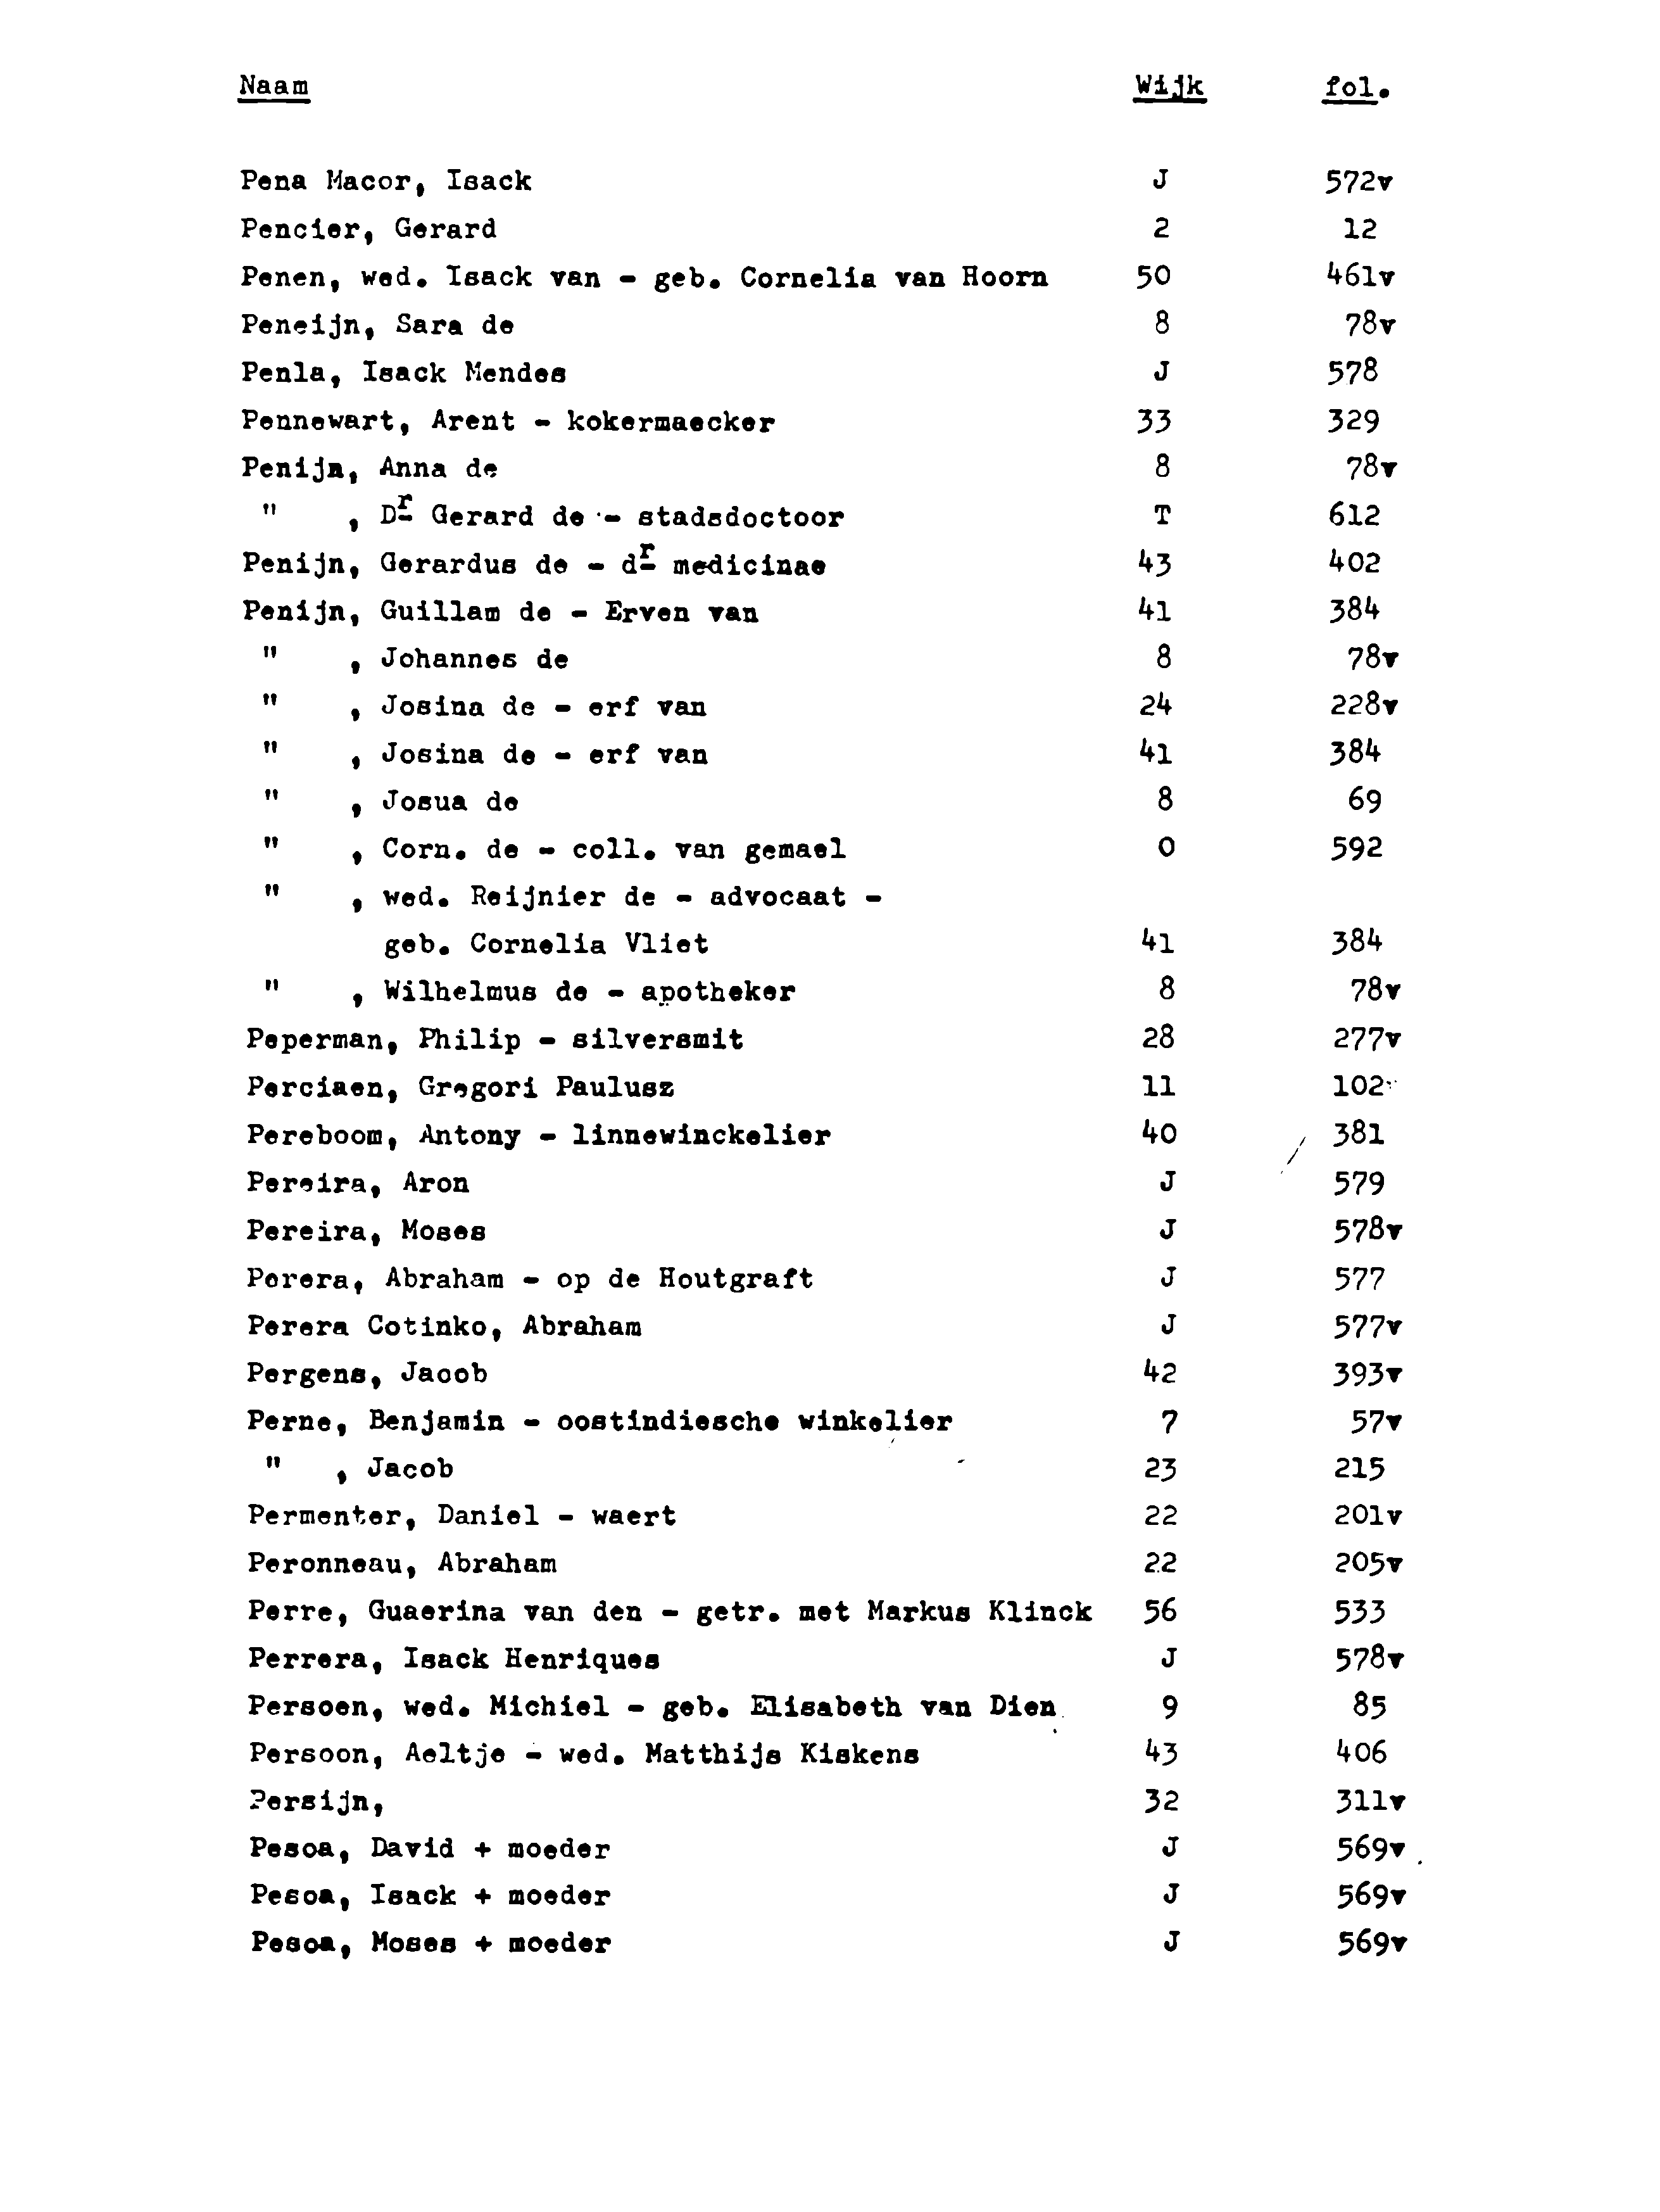 Naam Wijk fol.
Pena Macor, Isack J 572v
Pencier, Gerard 2 12
Penen, wed. Isack van - geb. Cornelia van Hoorn 50 461v
Peneijn, Sara de 8 78v
Penla, Isack Mendes J 578
Pennewart, Arent - kokermaecker 33 329
Penijn, Anna de 8 78v
" , Dr Gerard de - stadsdoctoor T 612
Penijn, Gerardus de - dr medicinae 43 402
Penijn, Guillam de - Erven van 41 384
" , Johannes de 8 78v
" , Josina de - erf van 24 228v
" , Josina de - erf van 41 384
" , Josua de 8 69
" , Corn. de - coll. van gemael O 592
" , wed. Reijnier de - advocaat -
geb. Cornelia Vliet 41 384
" , Wilhelmus de - apotheker 8 78v
Peperman, Philip - silversmit 28 277v
Perciaen, Gregori Paulusz 11 102
Pereboom, Antony - linnewinckelier 40 381
Pereira, Aron J 579
Pereira, Moses J 578v
Perera, Abraham - op de Houtgraft J 577
Perera Cotinko, Abraham J 577v
Pergens, Jacob 42 393v
Perne, Benjamin - oostindiesche winkelier 7 57v
" , Jacob 23 215
Permenter, Daniel - waert 22 201v
Peronneau, Abraham 22 205v
Perre, Guaerina van den - getr. met Markus Klinck 56 533
Perrera, Isack Henriques J 578v
Persoen, wed. Michiel - geb. Elisabeth van Dien 9 85
Persoon, Aeltje - wed. Matthijs Kiskens 43 406
Persijn, 32 311v
Pesoa, David + moeder J 569v
Pesoa, Isack + moeder J 569v
Pesoa, Moses + moeder J 569v